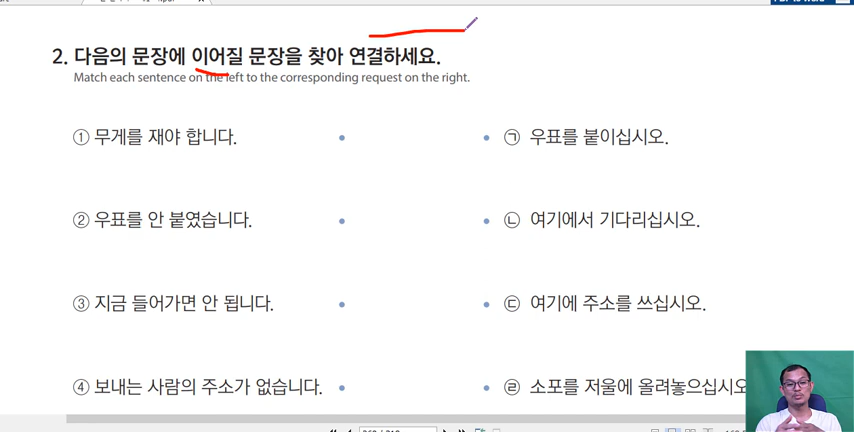 2. 다음의 문장에 이어질 문장을 찾아 연결하세요.
Match each sentence on the left to the corresponding request on the right.
① 무게를 재야 합니다.
㉠ 우표를 붙이십시오.
② 우표를 안 붙였습니다.
㉡ 여기에서 기다리십시오.
③ 지금 들어가면 안 됩니다.
㉢ 여기에 주소를 쓰십시오.
④ 보내는 사람의 주소가 없습니다.
㉣ 소포를 저울에 올려놓으십시오